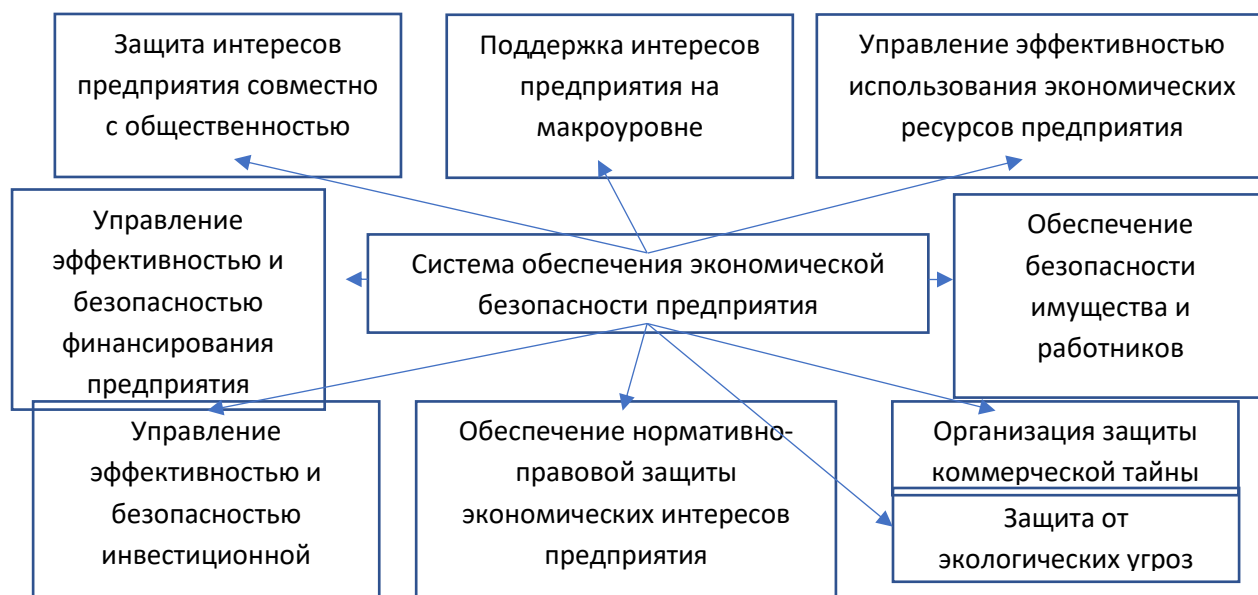 Защита интересов
предприятия совместно
с общественностью
Поддержка интересов
предприятия на
макроуровне
Управление эффективностью
использования экономических
ресурсов предприятия
Управление
эффективностью и
безопасностью
финансирования
предприятия
Система обеспечения экономической
безопасности предприятия
Обеспечение
безопасности
имущества и
работников
Управление
эффективностью и
безопасностью
инвестиционной
Обеспечение нормативно-
правовой защиты
экономических интересов
предприятия
Организация защиты
коммерческой тайны
Защита от
экологических угроз